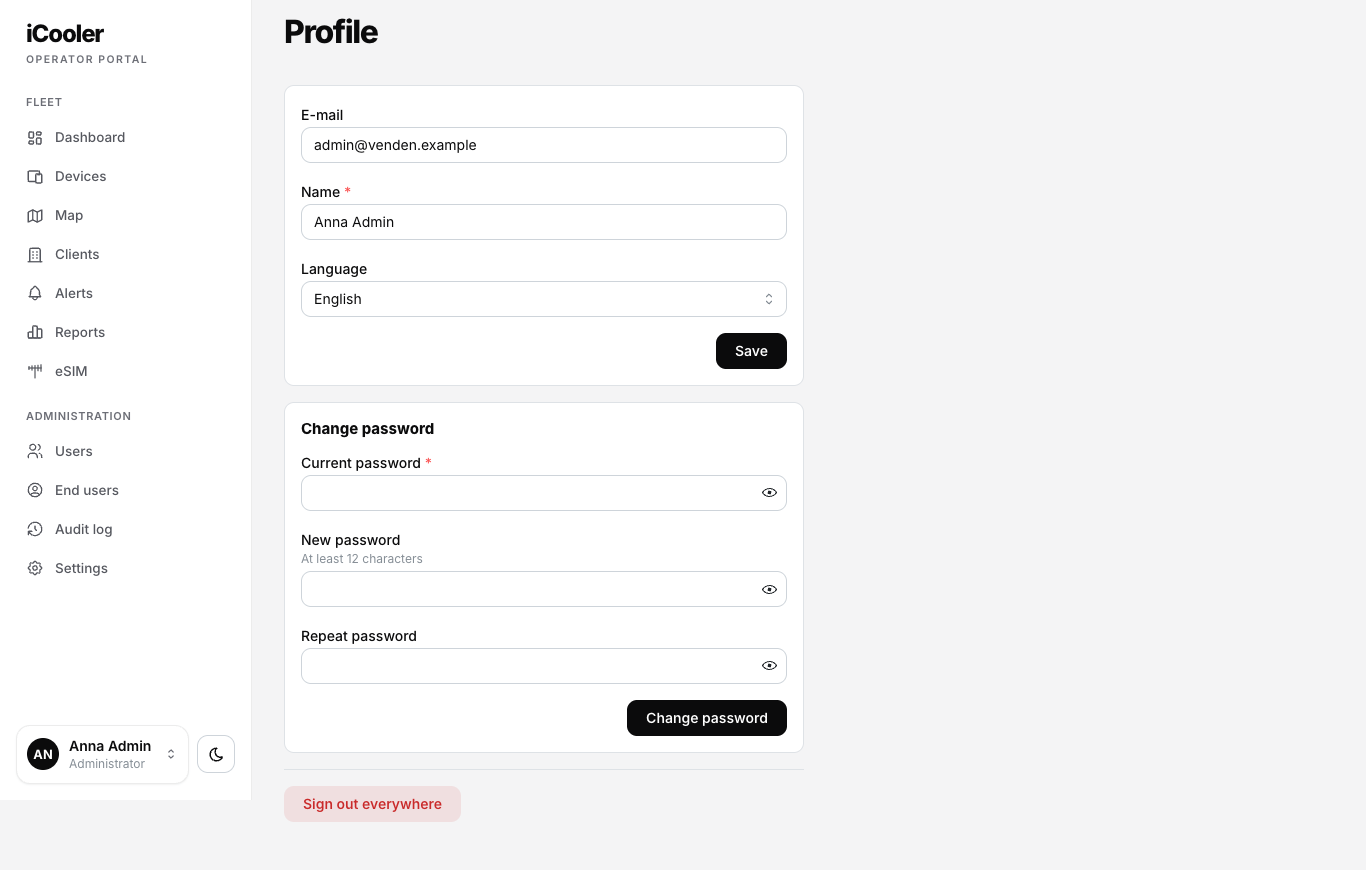 iCooler
OPERATOR PORTAL
FLEET
Dashboard
Devices
Map
Clients
Alerts
Reports
eSIM
ADMINISTRATION
Users
End users
Audit log
Settings
AN
Anna Admin
Administrator
Profile
E-mail
admin@venden.example
Name *
Anna Admin
Language
English
Save
Change password
Current password *
New password
At least 12 characters
Repeat password
Change password
Sign out everywhere